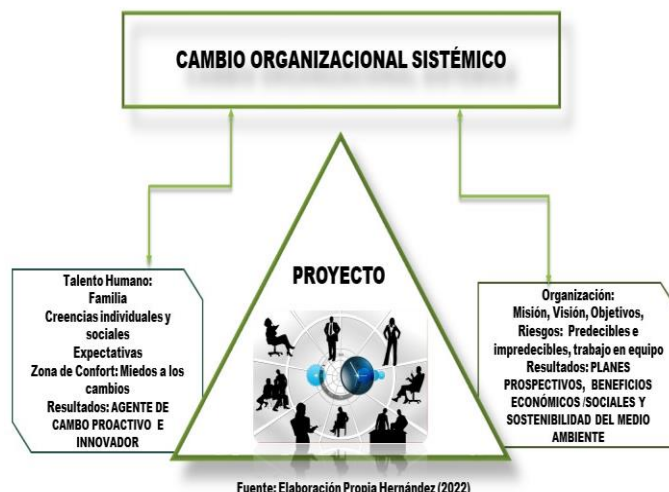 CAMBIO ORGANIZACIONAL SISTÉMICO
PROYECTO
Talento Humano:
Familia
Creencias individuales y
sociales
Expectativas
Zona de Confort: Miedos a los
cambios
Resultados: AGENTE DE
CAMBO PROACTIVO E
INNOVADOR
Organización:
Misión, Visión, Objetivos,
Riesgos: Predecibles e
impredecibles, trabajo en equipo
Resultados: PLANES
PROSPECTIVOS, BENEFICIOS
ECONÓMICOS /SOCIALES Y
SOSTENIBILIDAD DEL MEDIO
AMBIENTE
Fuente: Elaboración Propia Hernández (2022)